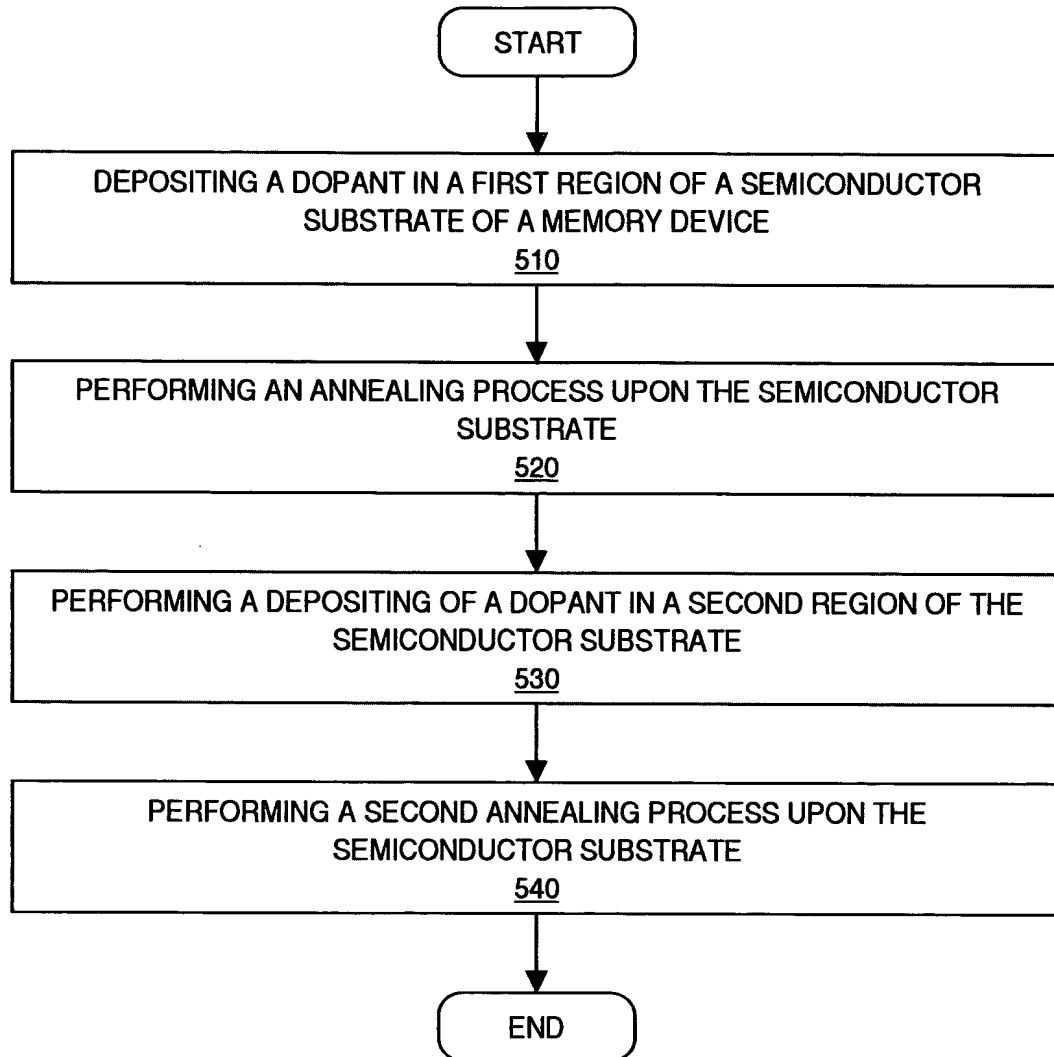 START
DEPOSITING A DOPANT IN A FIRST REGION OF A SEMICONDUCTOR
SUBSTRATE OF A MEMORY DEVICE
510
PERFORMING AN ANNEALING PROCESS UPON THE SEMICONDUCTOR
SUBSTRATE
520
PERFORMING A DEPOSITING OF A DOPANT IN A SECOND REGION OF THE
SEMICONDUCTOR SUBSTRATE
530
PERFORMING A SECOND ANNEALING PROCESS UPON THE
SEMICONDUCTOR SUBSTRATE
540
END